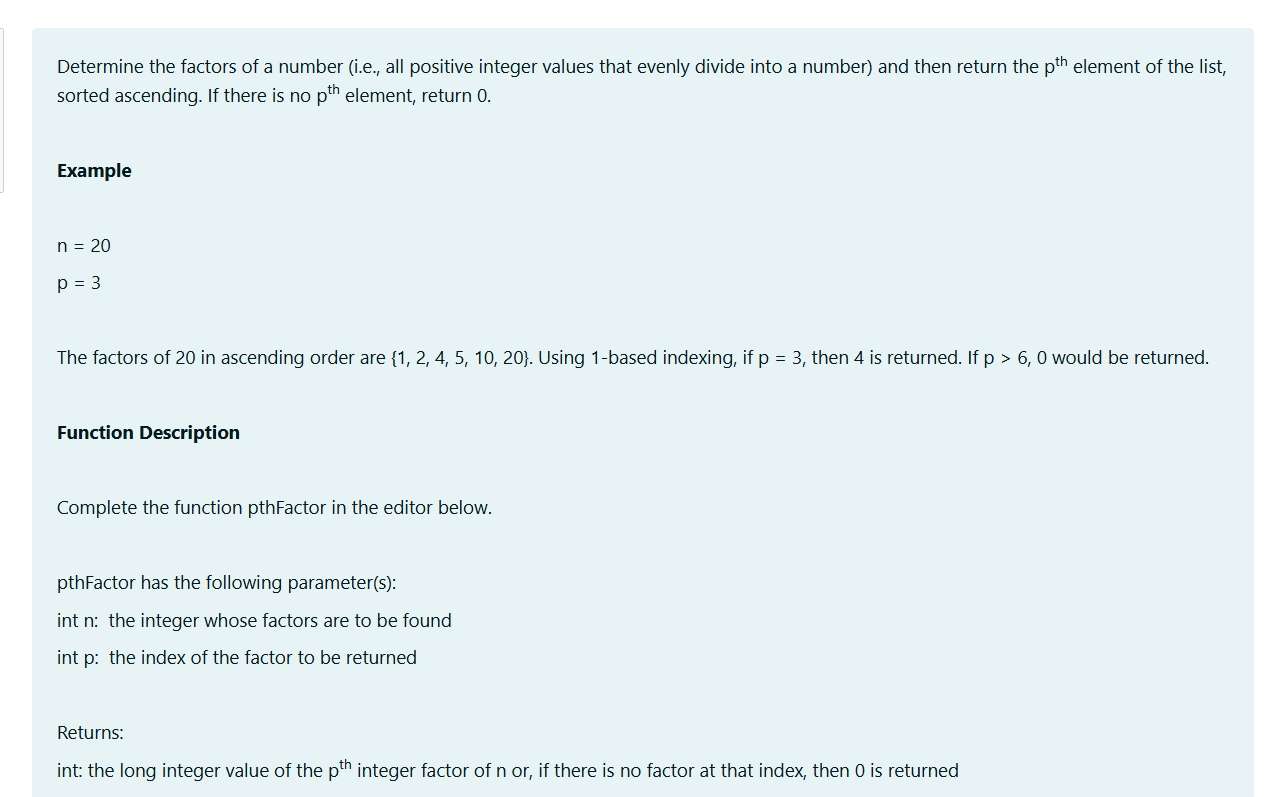 Determine the factors of a number (i.e., all positive integer values that evenly divide into a number) and then return the pth element of the list,
sorted ascending. If there is no pth element, return 0.
Example
n = 20
p = 3
The factors of 20 in ascending order are {1, 2, 4, 5, 10, 20}. Using 1-based indexing, if p = 3, then 4 is returned. If p > 6, 0 would be returned.
Function Description
Complete the function pthFactor in the editor below.
pthFactor has the following parameter(s):
int n:  the integer whose factors are to be found
int p:  the index of the factor to be returned
Returns:
int: the long integer value of the pth integer factor of n or, if there is no factor at that index, then 0 is returned